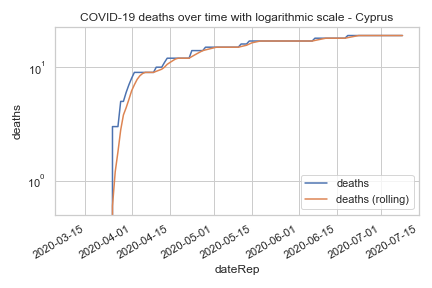 COVID-19 deaths over time with logarithmic scale - Cyprus
deaths
10¹
10⁰
deaths
deaths (rolling)
2020-03-15
2020-04-01
2020-04-15
2020-05-01
2020-05-15
2020-06-01
2020-06-15
2020-07-01
2020-07-15
dateRep